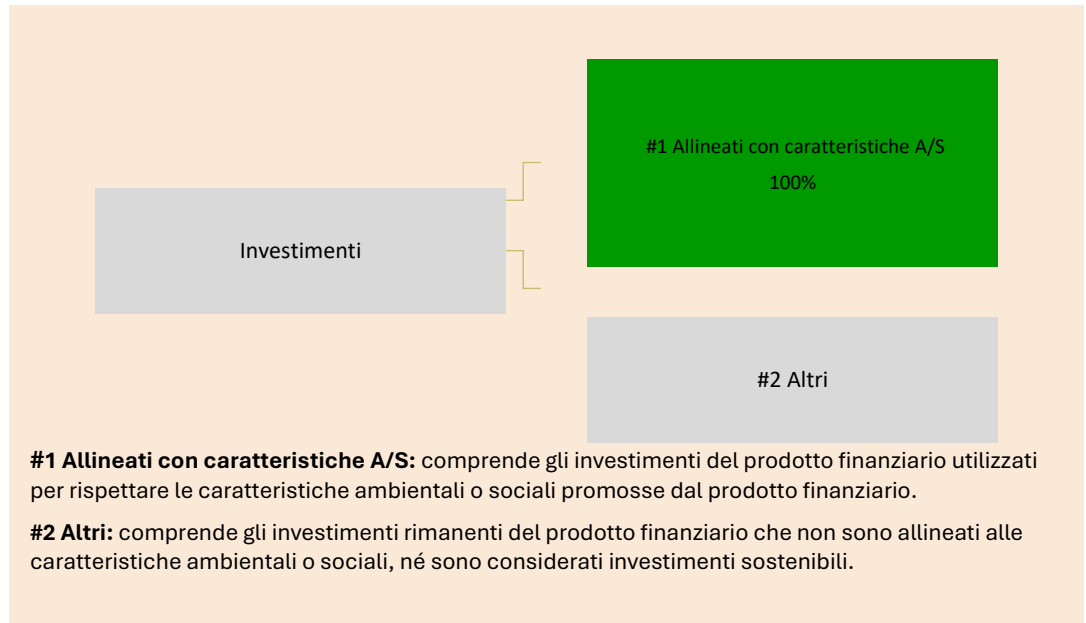 #1 Allineati con caratteristiche A/S
100%
Investimenti
#2 Altri
#1 Allineati con caratteristiche A/S: comprende gli investimenti del prodotto finanziario utilizzati
per rispettare le caratteristiche ambientali o sociali promosse dal prodotto finanziario.
#2 Altri: comprende gli investimenti rimanenti del prodotto finanziario che non sono allineati alle
caratteristiche ambientali o sociali, né sono considerati investimenti sostenibili.